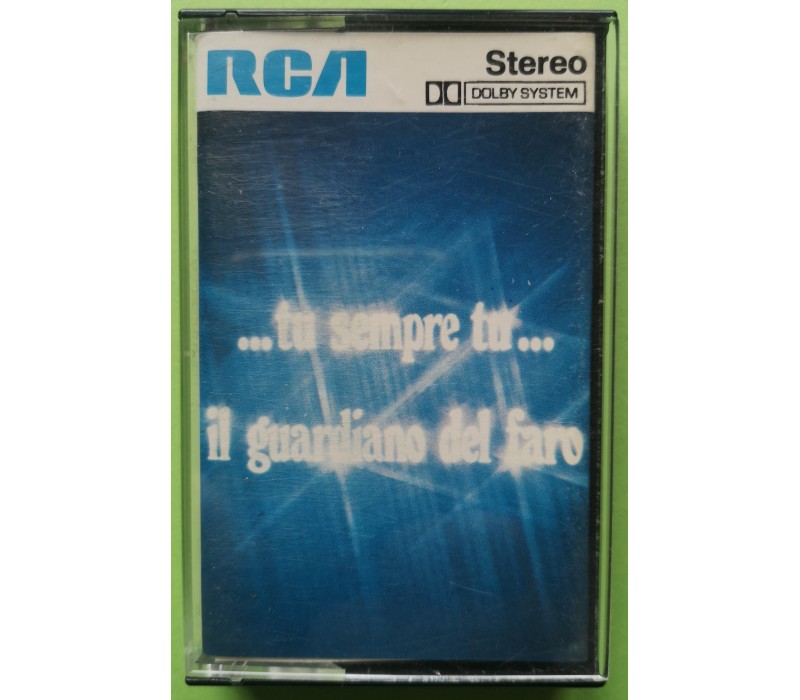 RCA
Stereo
DOLBY SYSTEM
...tu sempre tu...
il guardiano del faro